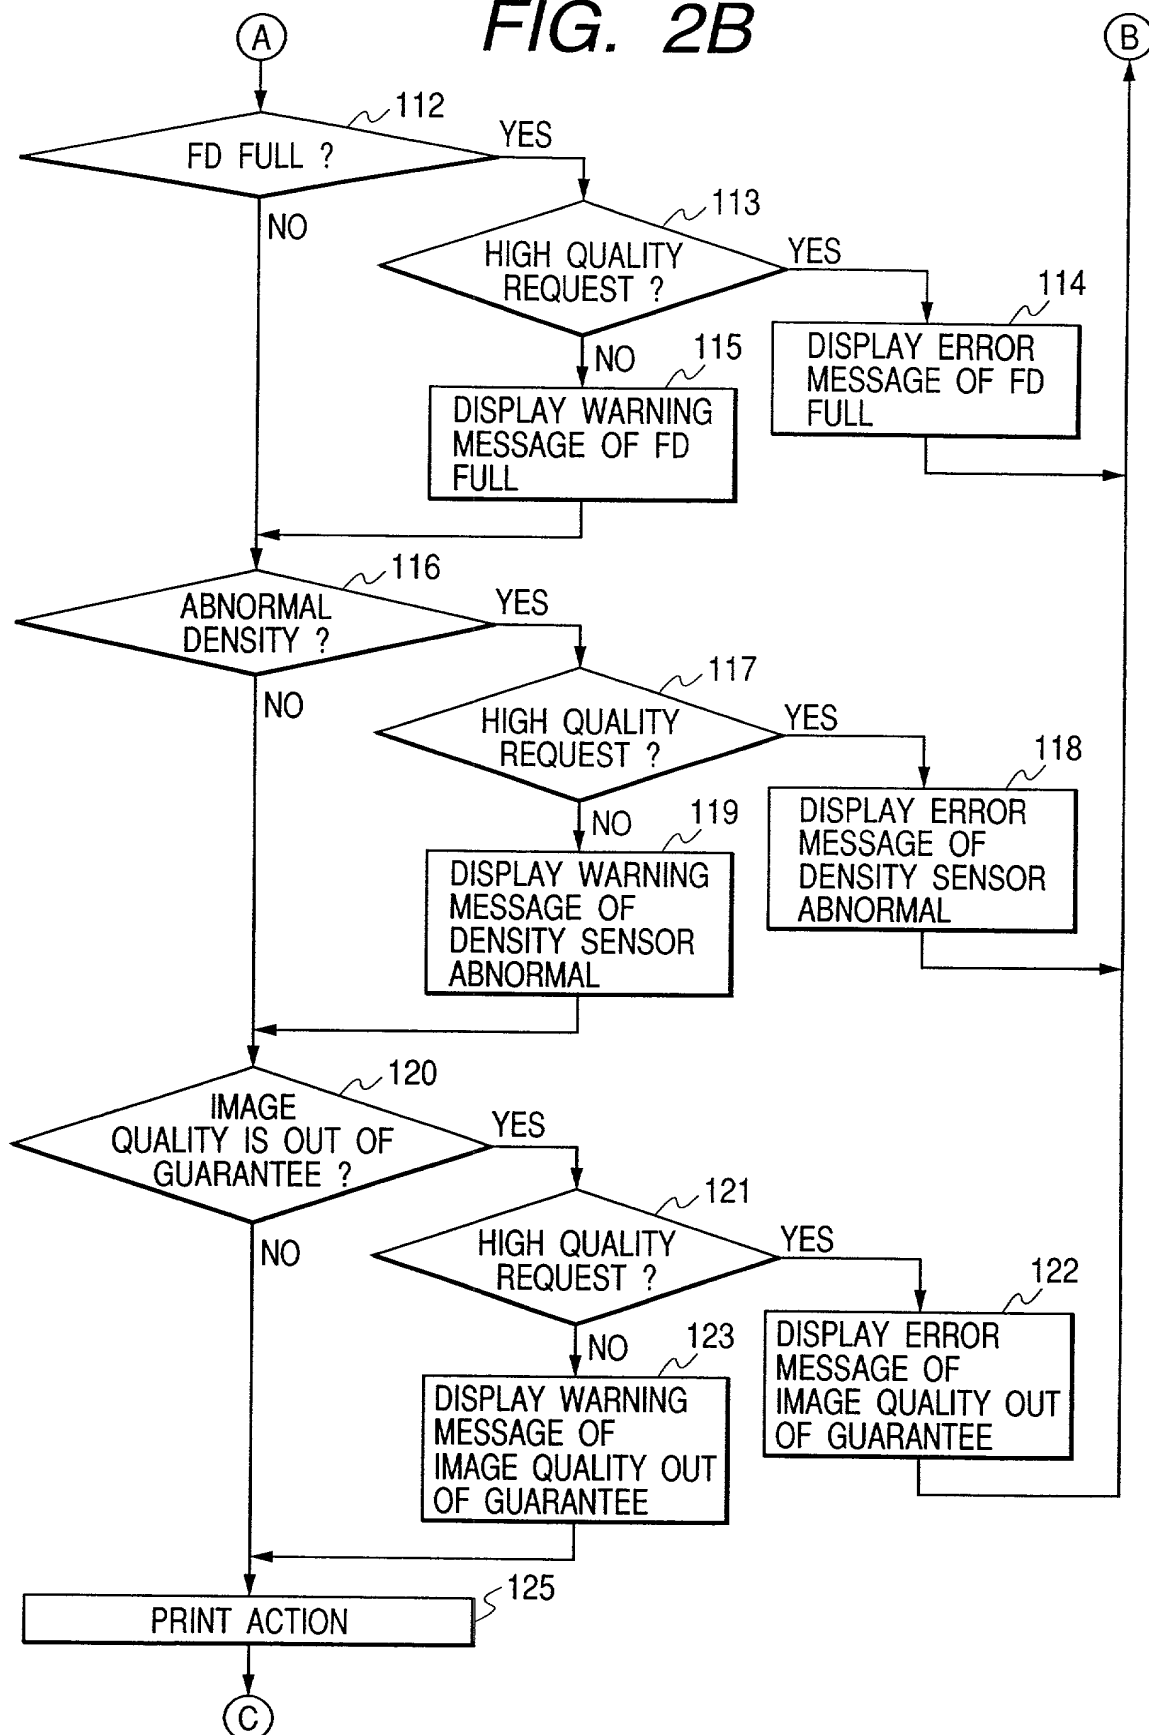 FIG. 2B
A
B
112
FD FULL ?
YES
NO
113
HIGH QUALITY
REQUEST ?
YES
114
DISPLAY ERROR
MESSAGE OF FD
FULL
NO
115
DISPLAY WARNING
MESSAGE OF FD
FULL
116
ABNORMAL
DENSITY ?
YES
NO
117
HIGH QUALITY
REQUEST ?
YES
118
DISPLAY ERROR
MESSAGE OF
DENSITY SENSOR
ABNORMAL
NO
119
DISPLAY WARNING
MESSAGE OF
DENSITY SENSOR
ABNORMAL
120
IMAGE
QUALITY IS OUT OF
GUARANTEE ?
YES
NO
121
HIGH QUALITY
REQUEST ?
YES
122
DISPLAY ERROR
MESSAGE OF
IMAGE QUALITY OUT
OF GUARANTEE
NO
123
DISPLAY WARNING
MESSAGE OF
IMAGE QUALITY OUT
OF GUARANTEE
125
PRINT ACTION
C